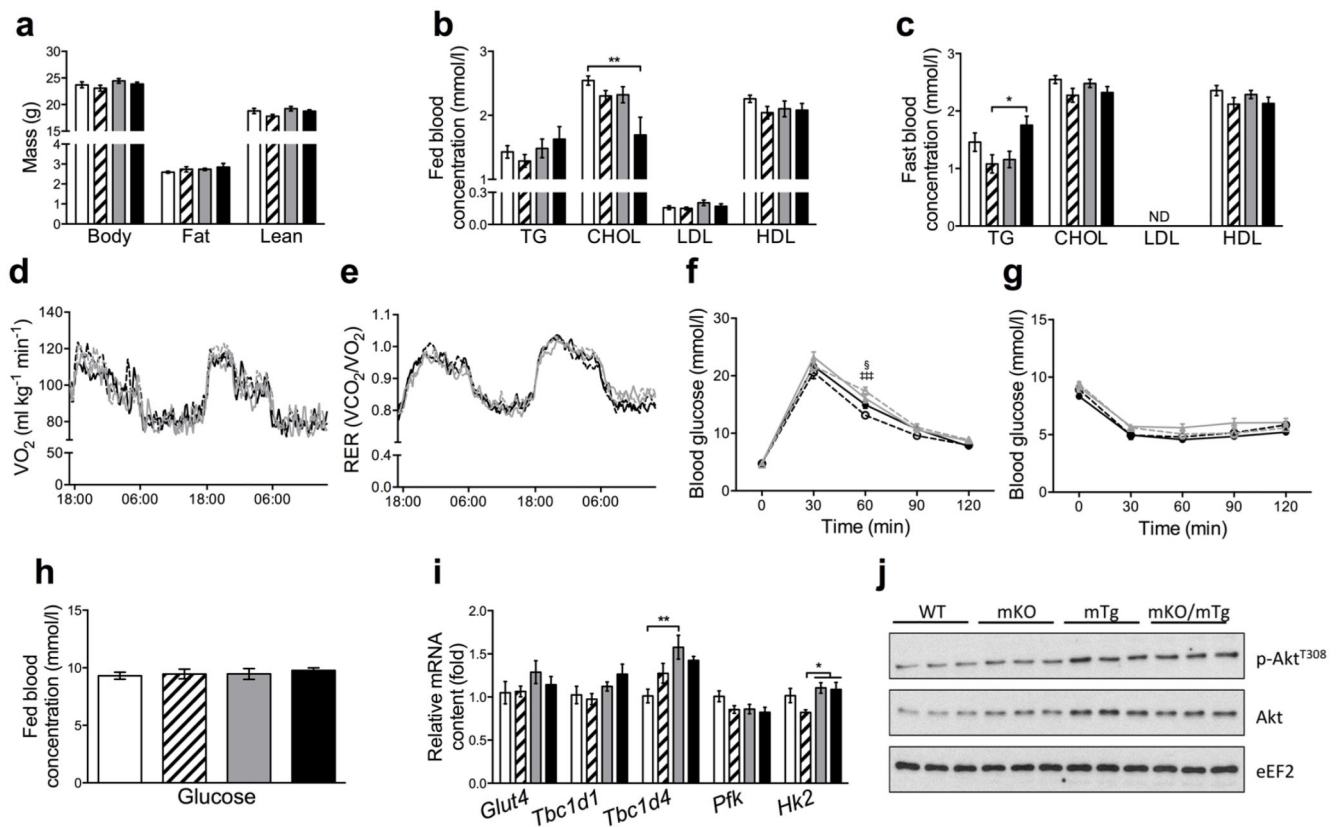 a
Mass (g)
30
25
20
15
4
3
2
1
0
Body Fat Lean
b
Fed blood
concentration (mmol/l)
3
2
1
0.3
0.0
**
TG CHOL LDL HDL
c
Fast blood
concentration (mmol/l)
3
2
1
0
*
ND
TG CHOL LDL HDL
d
VO2 (ml kg-1 min-1)
140
120
100
80
50
0
18:00 06:00 18:00 06:00
e
RER (VCO2/VO2)
1.1
1.0
0.9
0.8
0.7
0.4
0.0
18:00 06:00 18:00 06:00
f
Blood glucose (mmol/l)
30
20
10
0
§
‡‡
0 30 60 90 120
Time (min)
g
Blood glucose (mmol/l)
15
10
5
0
0 30 60 90 120
Time (min)
h
Fed blood
concentration (mmol/l)
15
10
5
0
Glucose
i
Relative mRNA
content (fold)
2.0
1.5
1.0
0.5
0.0
**
*
Glut4 Tbc1d1 Tbc1d4 Pfk Hk2
j
WT mKO mTg mKO/mTg
p-AktT308
Akt
eEF2